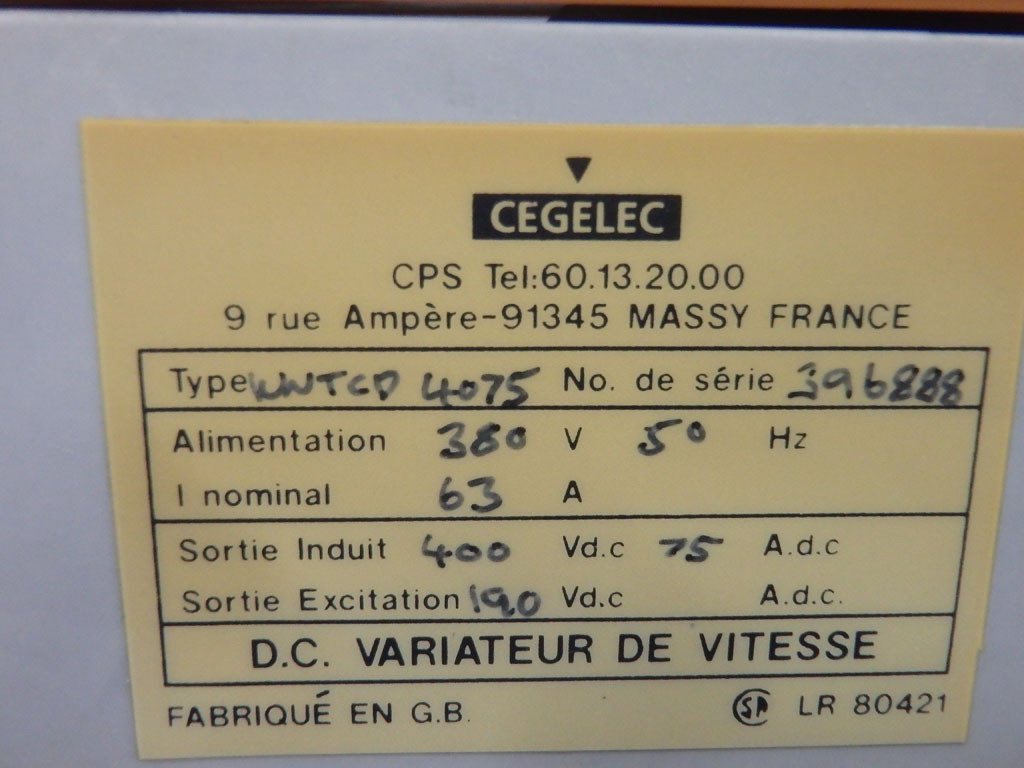 CEGELEC
CPS Tel:60.13.20.00
9 rue Ampère-91345 MASSY FRANCE
Type WNTCD 4075 No. de série 396888
Alimentation 380 V 50 Hz
I nominal 63 A
Sortie Induit 400 Vd.c 75 A.d.c
Sortie Excitation 190 Vd.c A.d.c.
D.C. VARIATEUR DE VITESSE
FABRIQUÉ EN G.B. SA LR 80421